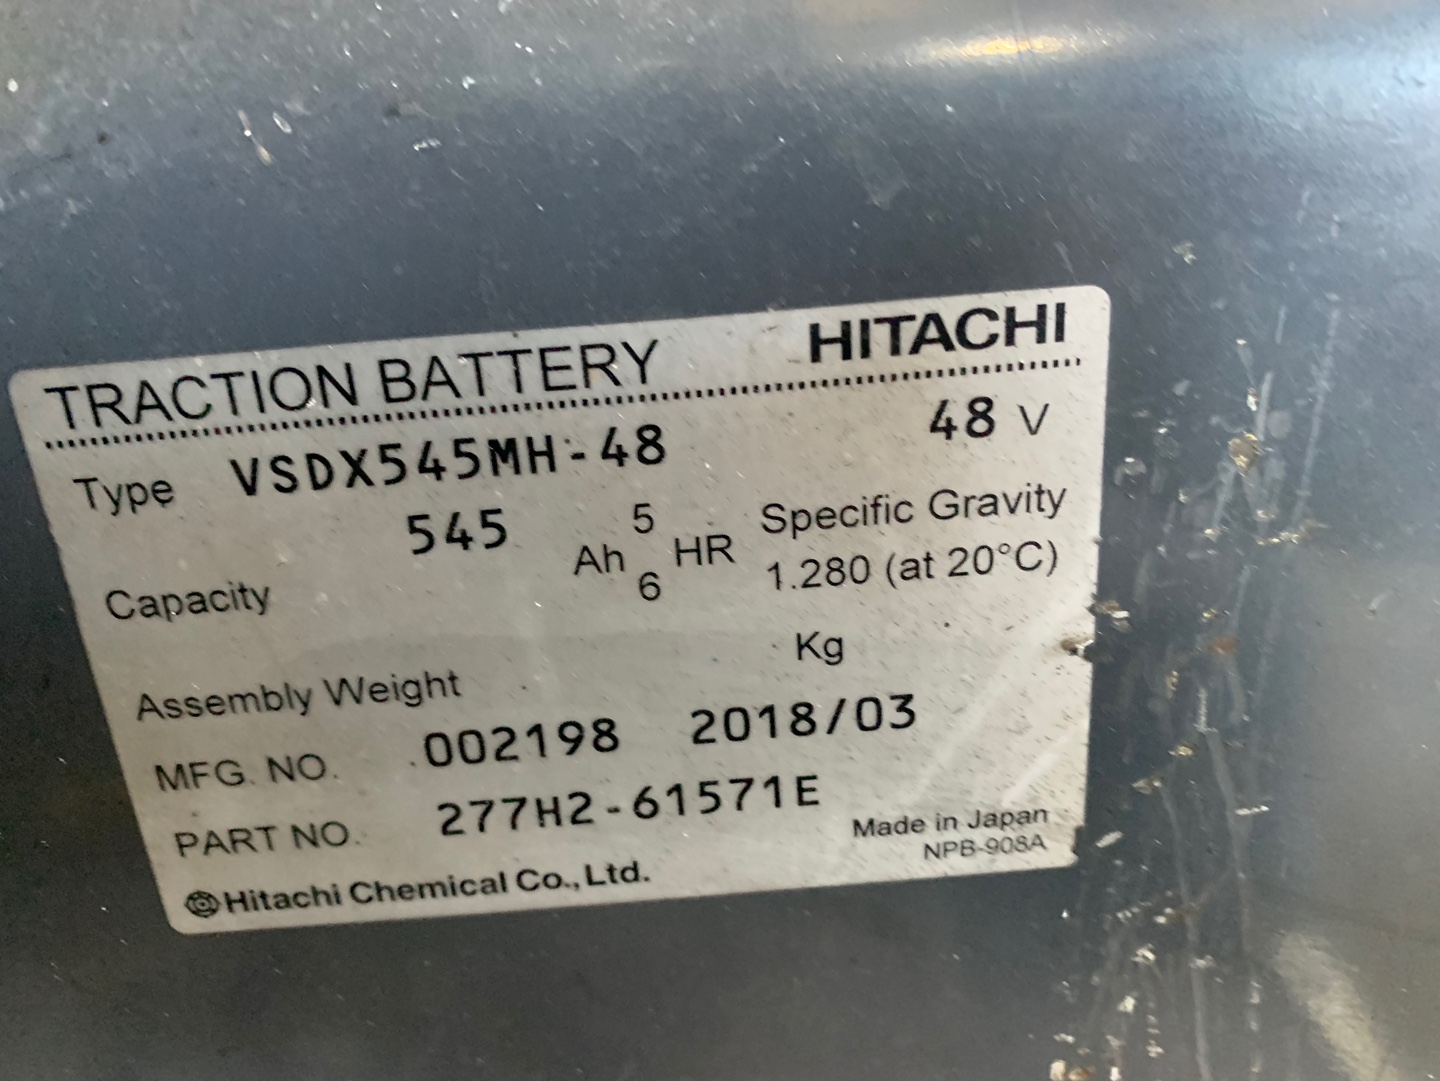 TRACTION BATTERY HITACHI
Type VSDX545MH-48 48 V
Capacity 545 Ah 5 6 HR Specific Gravity
1.280 (at 20°C)
Assembly Weight Kg
MFG. NO. 002198 2018/03
PART NO. 277H2-61571E
Made in Japan
NPB-908A
Hitachi Chemical Co., Ltd.